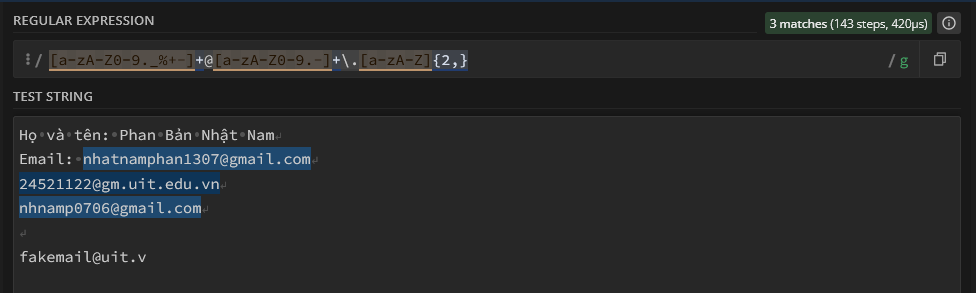 REGULAR EXPRESSION
3 matches (143 steps, 420µs)
/ [a-zA-Z0-9._%+-]+@[a-zA-Z0-9.-]+\.[a-zA-Z]{2,} / g
TEST STRING
Họ và tên: Phan Bản Nhật Nam
Email: nhatnamphan1307@gmail.com
24521122@gm.uit.edu.vn
nhnamp0706@gmail.com
fakemail@uit.v